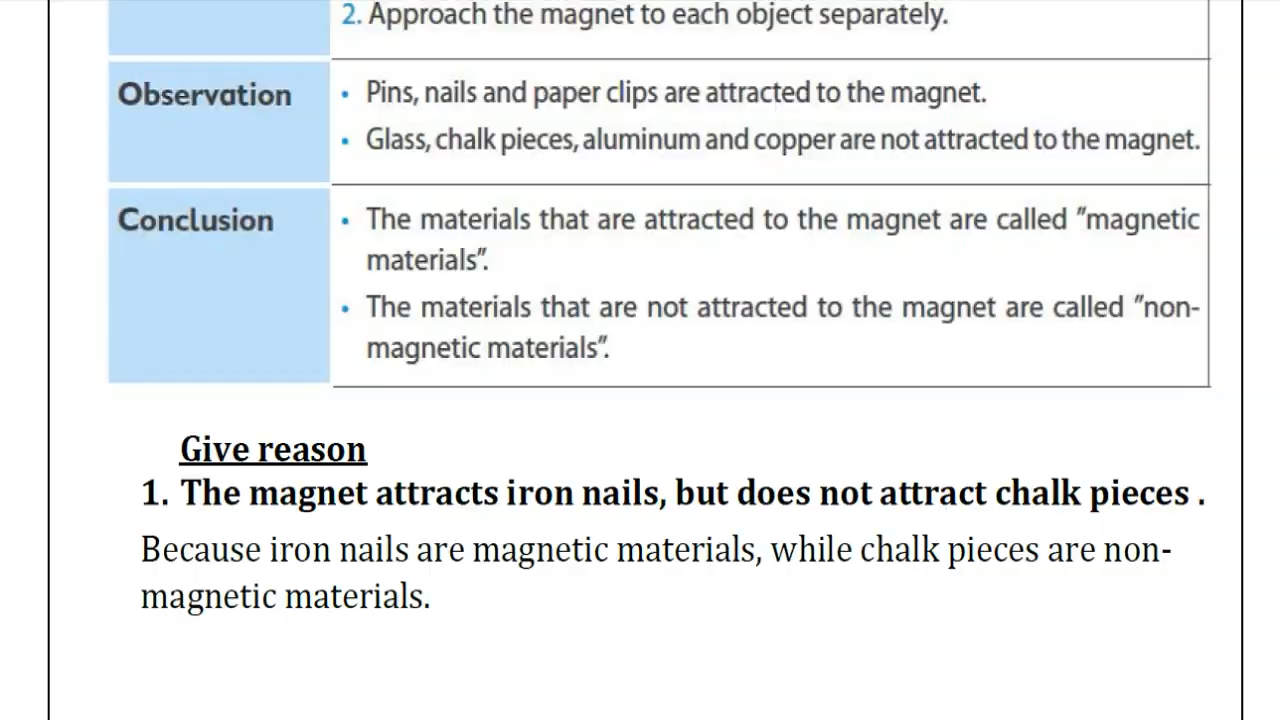 2. Approach the magnet to each object separately.
Observation
• Pins, nails and paper clips are attracted to the magnet.
• Glass, chalk pieces, aluminum and copper are not attracted to the magnet.
Conclusion
• The materials that are attracted to the magnet are called "magnetic
materials".
• The materials that are not attracted to the magnet are called "non-
magnetic materials".
Give reason
1. The magnet attracts iron nails, but does not attract chalk pieces .
Because iron nails are magnetic materials, while chalk pieces are non-
magnetic materials.